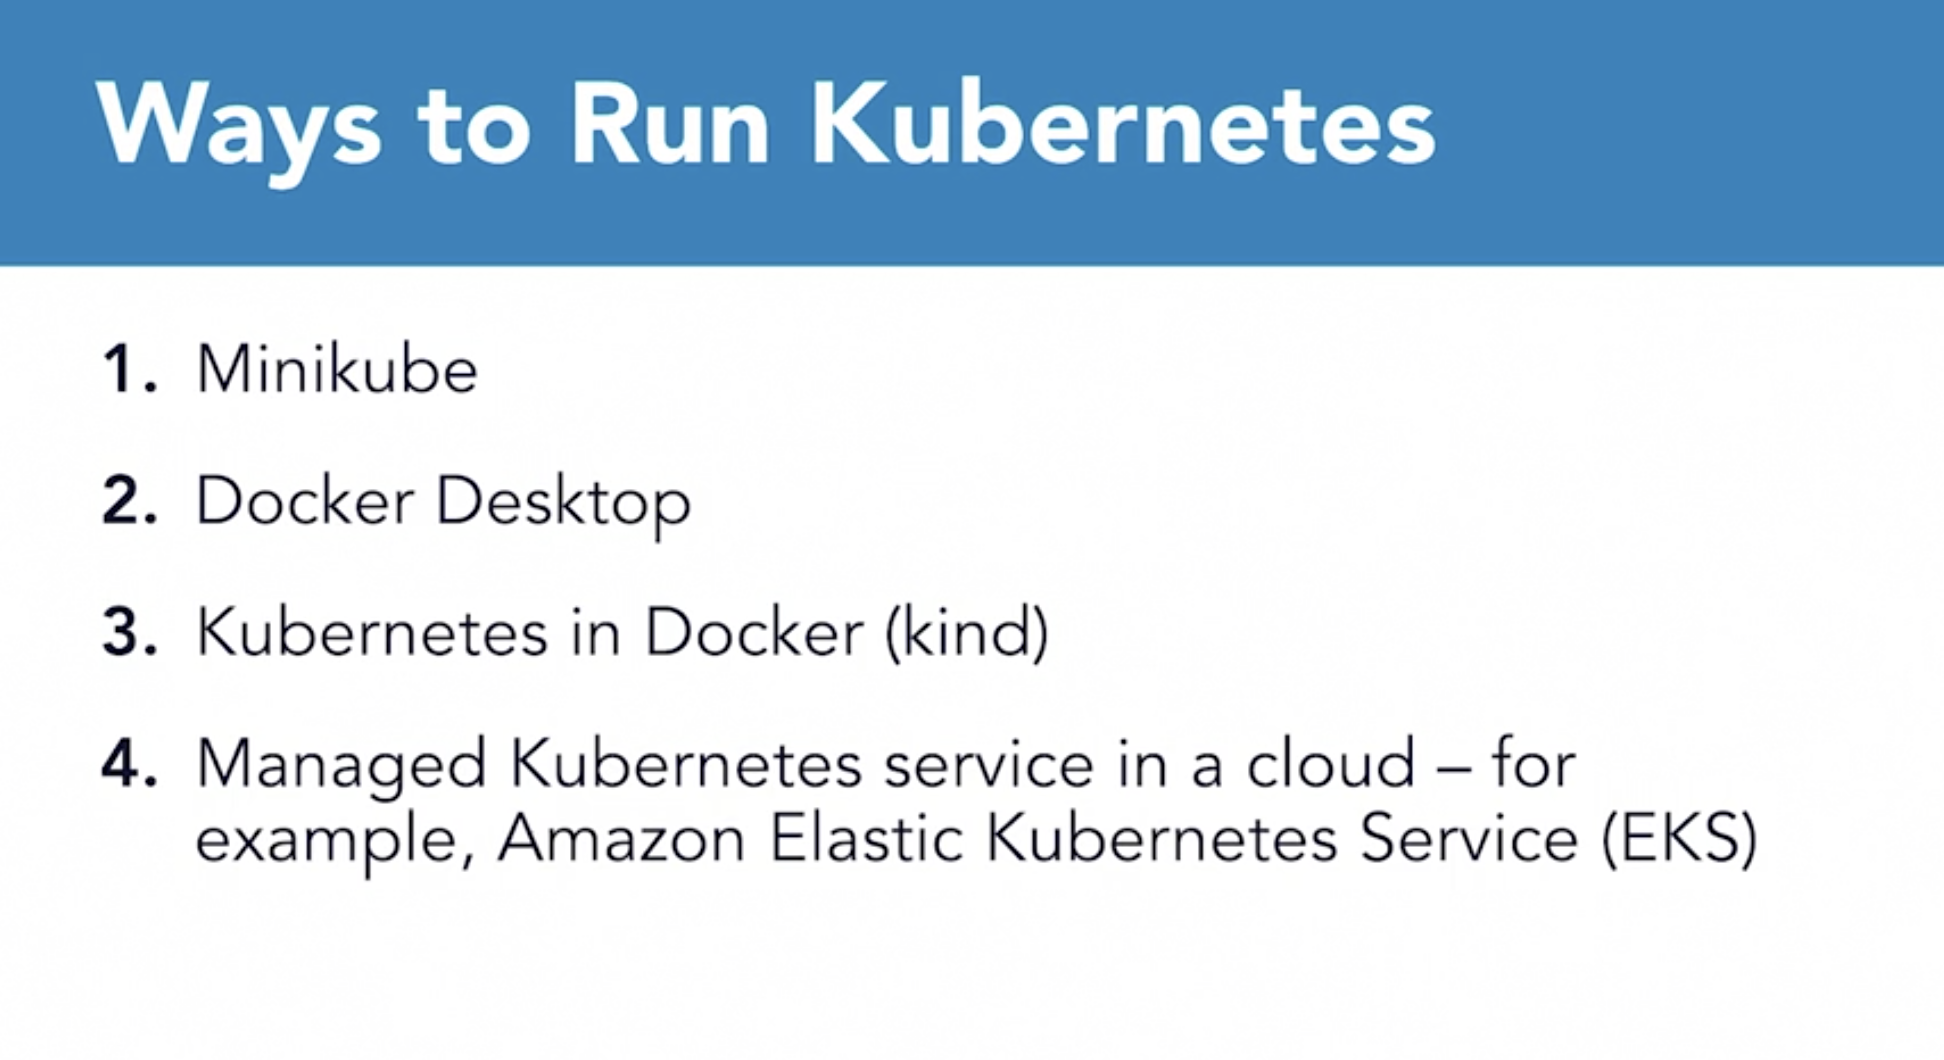 Ways to Run Kubernetes
1. Minikube
2. Docker Desktop
3. Kubernetes in Docker (kind)
4. Managed Kubernetes service in a cloud – for
example, Amazon Elastic Kubernetes Service (EKS)